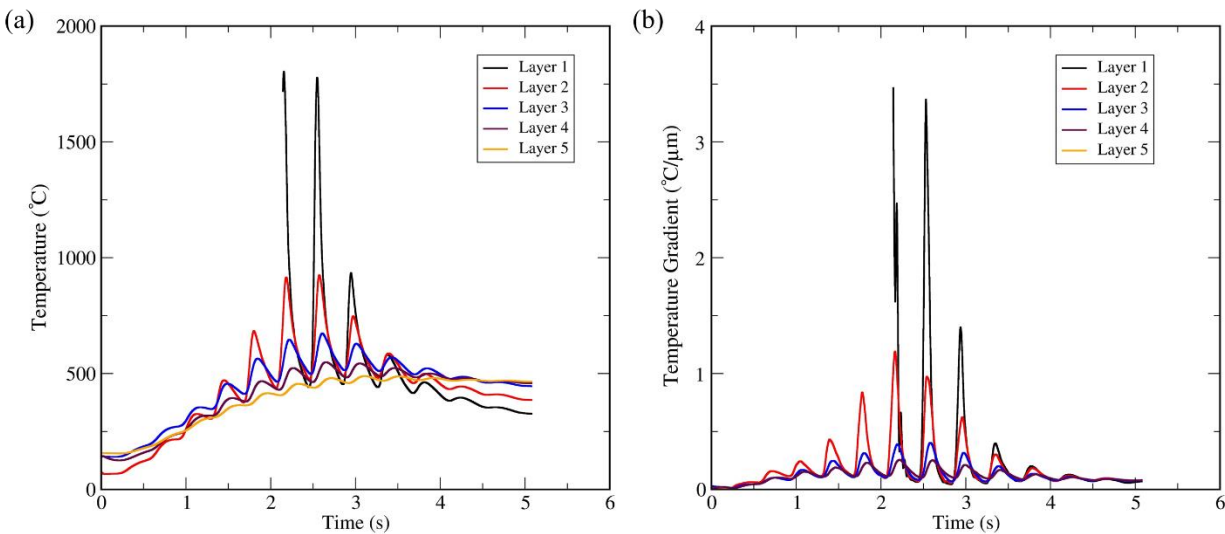 (a)
2000
1500
1000
500
0
Temperature (℃)
0 1 2 3 4 5 6
Time (s)
Layer 1
Layer 2
Layer 3
Layer 4
Layer 5
(b)
4
3
2
1
0
Temperature Gradient (℃/μm)
0 1 2 3 4 5 6
Time (s)
Layer 1
Layer 2
Layer 3
Layer 4
Layer 5